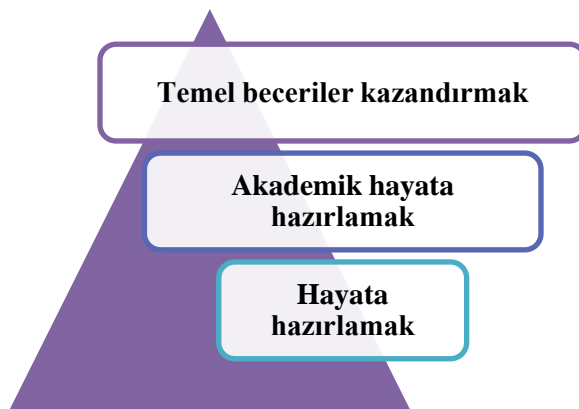 Temel beceriler kazandırmak
Akademik hayata
hazırlamak
Hayata
hazırlamak